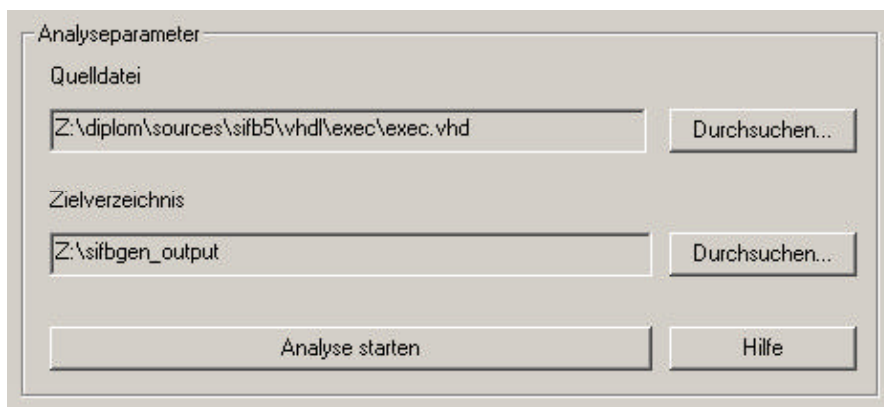 Analyseparameter
Quelldatei
Z:\diplom\sources\sifb5\vhdl\exec\exec.vhd
Durchsuchen...
Zielverzeichnis
Z:\sifbgen_output
Durchsuchen...
Analyse starten
Hilfe